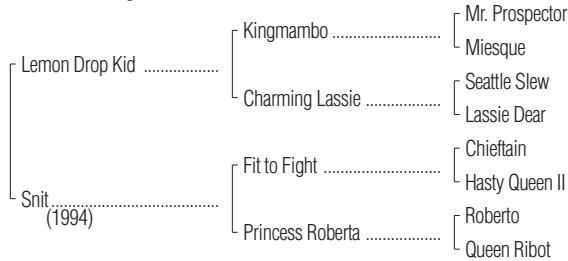 Mr. Prospector
Kingmambo ....................
Miesque
Lemon Drop Kid ..................
Seattle Slew
Charming Lassie ..................
Lassie Dear
Chieftain
Fit to Fight .......................
Hasty Queen II
Snit..................................
(1994)
Roberto
Princess Roberta ..................
Queen Ribot